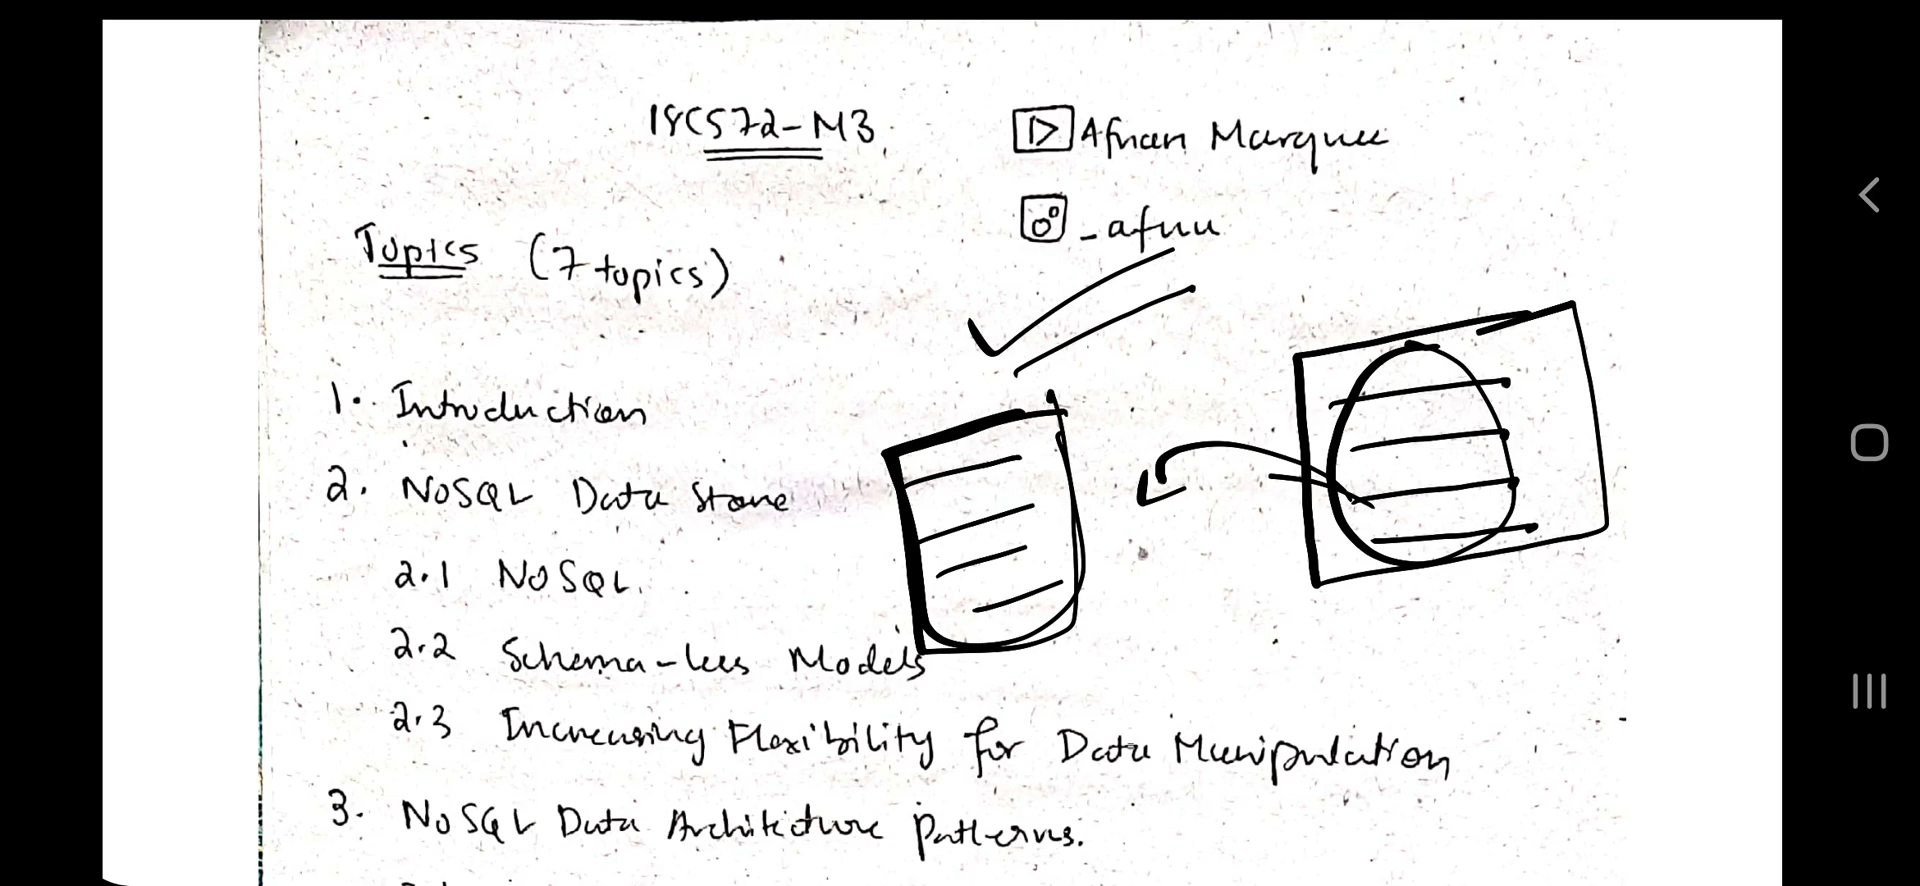 18CS72-M3
Afnan Marquee
_afuu
Topics (7 topics)
1. Introduction
2. NoSQL Data Store
2.1 NoSQL.
2.2 Schema-less Models
2.3 Increasing Flexibility for Data Manipulation
3. NoSQL Data Architecture Patterns.